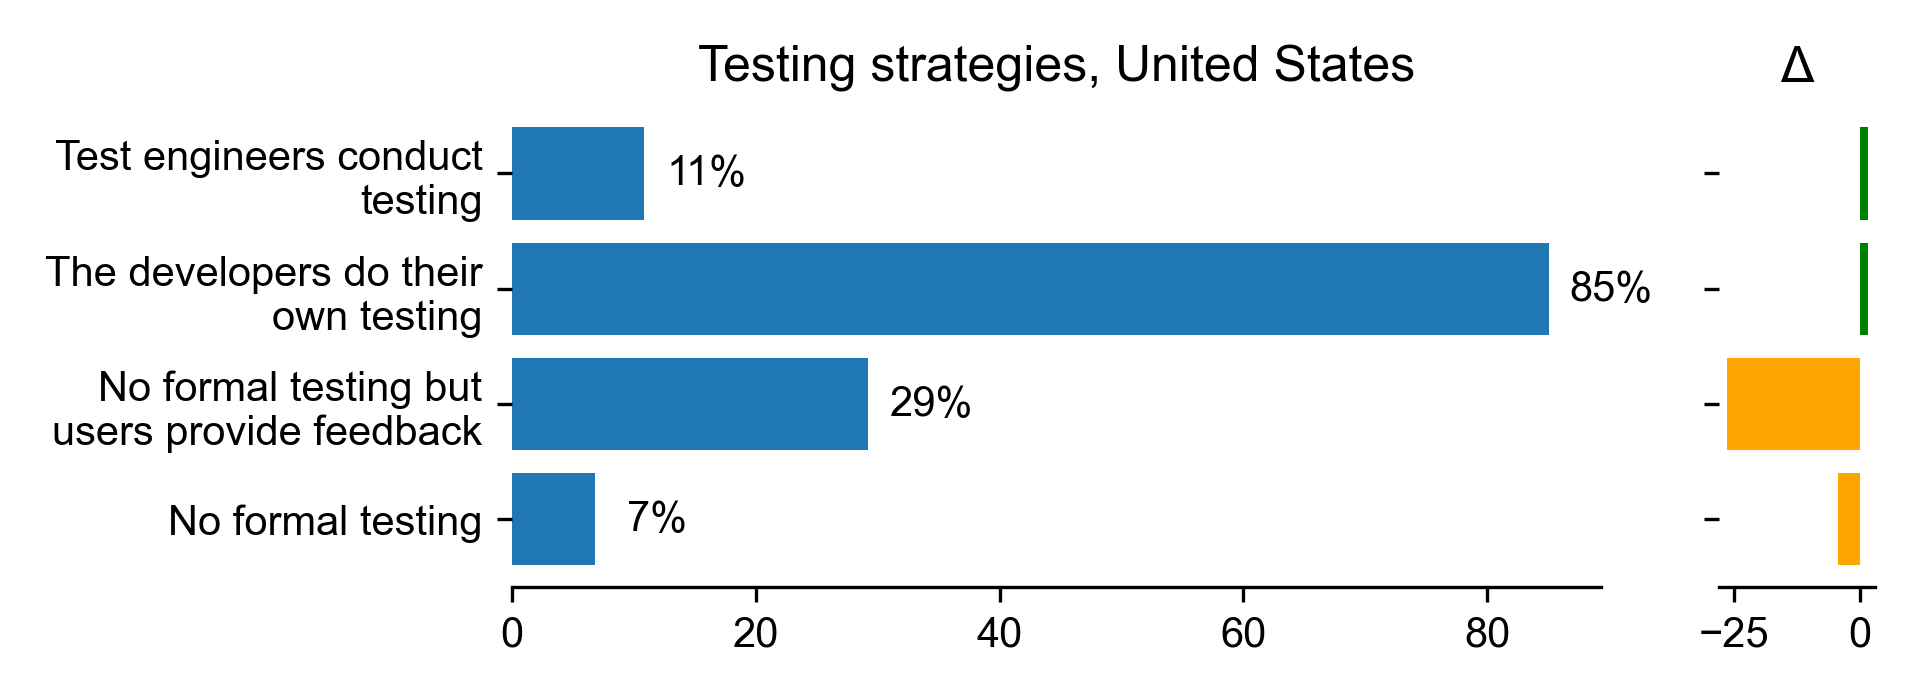 Testing strategies, United States
Δ
Test engineers conduct
testing
11%
The developers do their
own testing
85%
No formal testing but
users provide feedback
29%
No formal testing
7%
0 20 40 60 80
−25 0